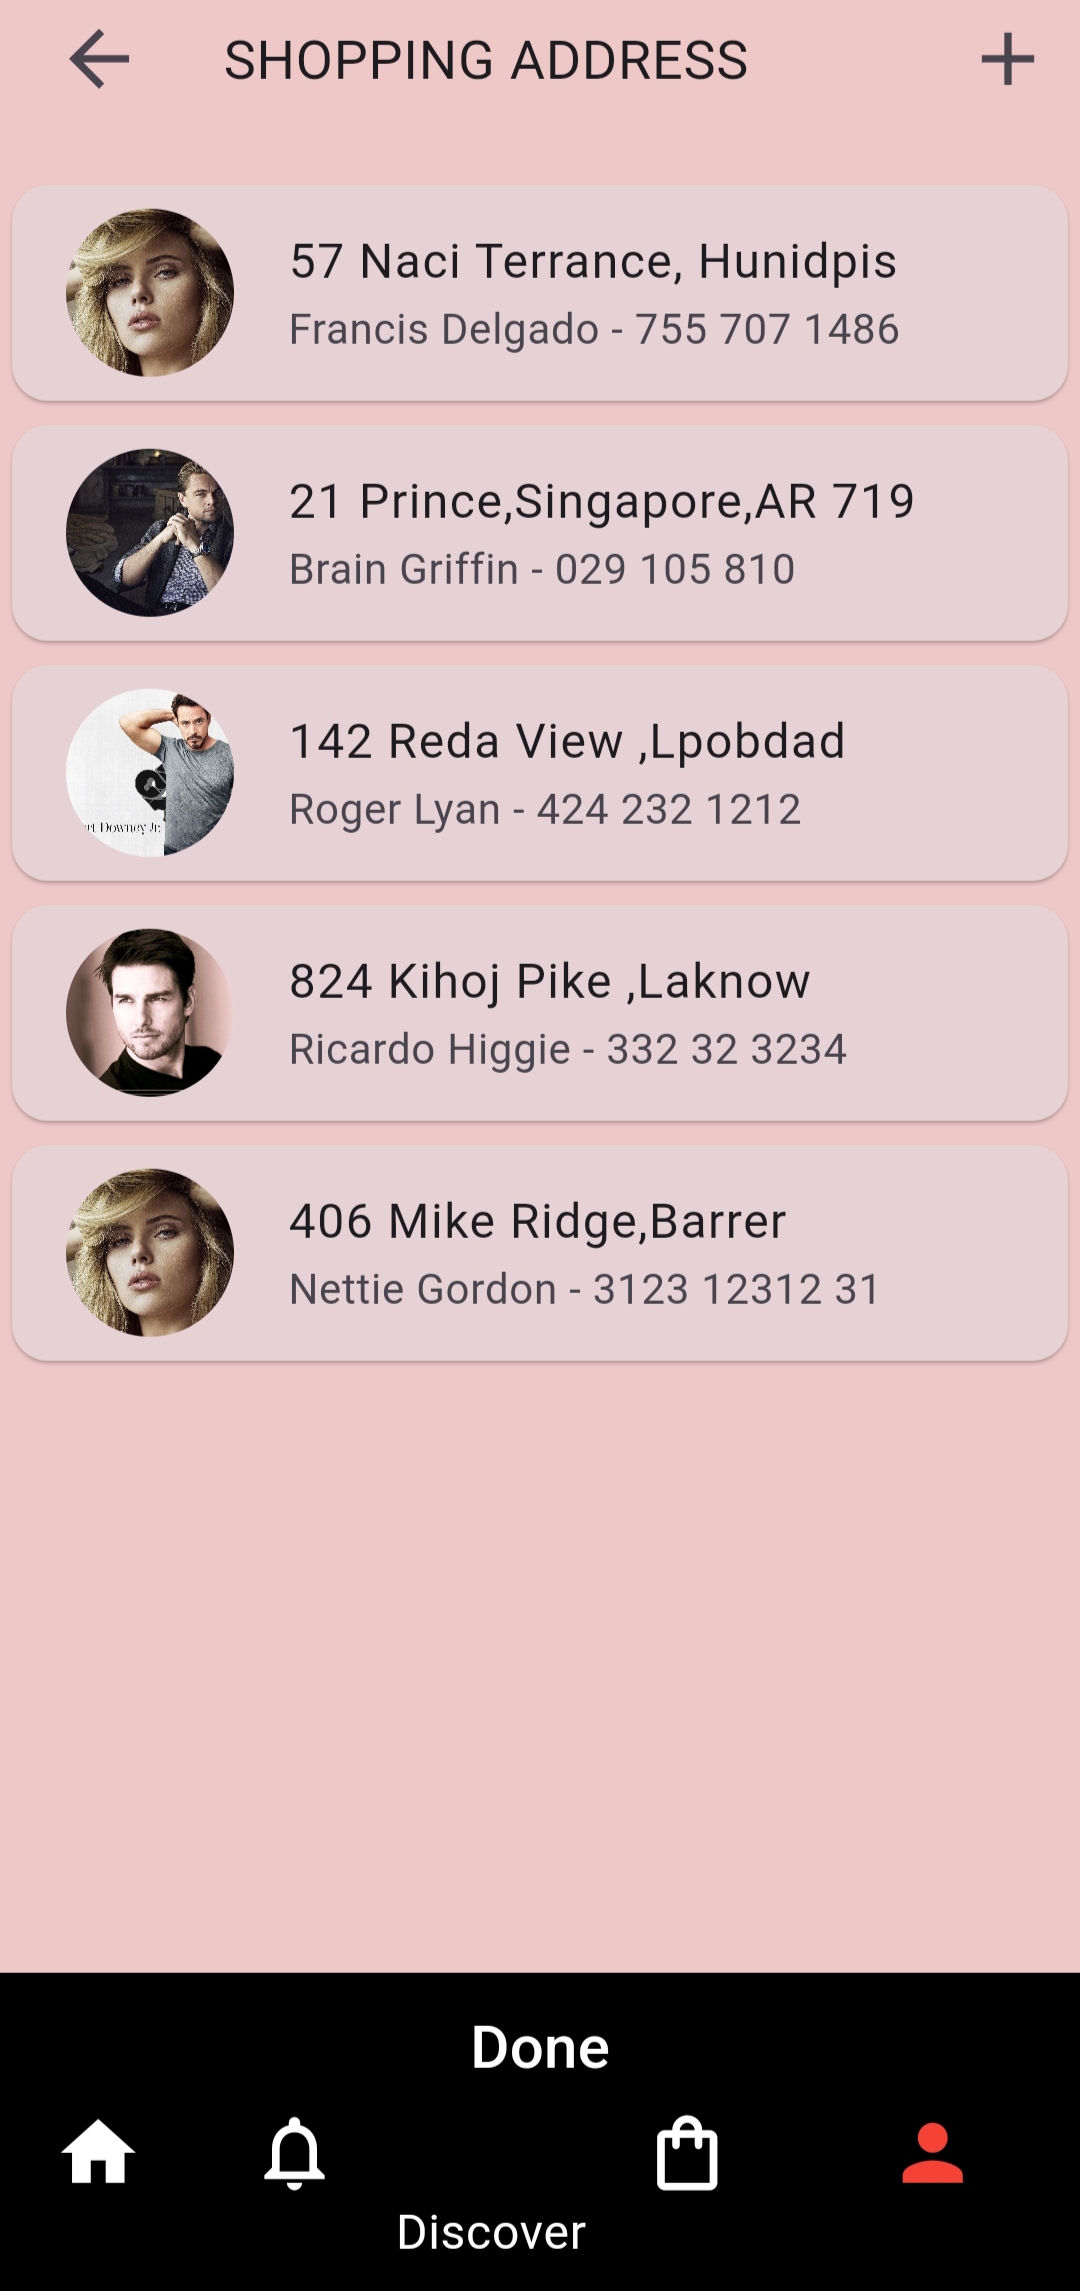 SHOPPING ADDRESS
57 Naci Terrance, Hunidpis
Francis Delgado - 755 707 1486
21 Prince,Singapore,AR 719
Brain Griffin - 029 105 810
142 Reda View ,Lpobdad
Roger Lyan - 424 232 1212
Downey Jr.
824 Kihoj Pike ,Laknow
Ricardo Higgie - 332 32 3234
406 Mike Ridge,Barrer
Nettie Gordon - 3123 12312 31
Done
Discover